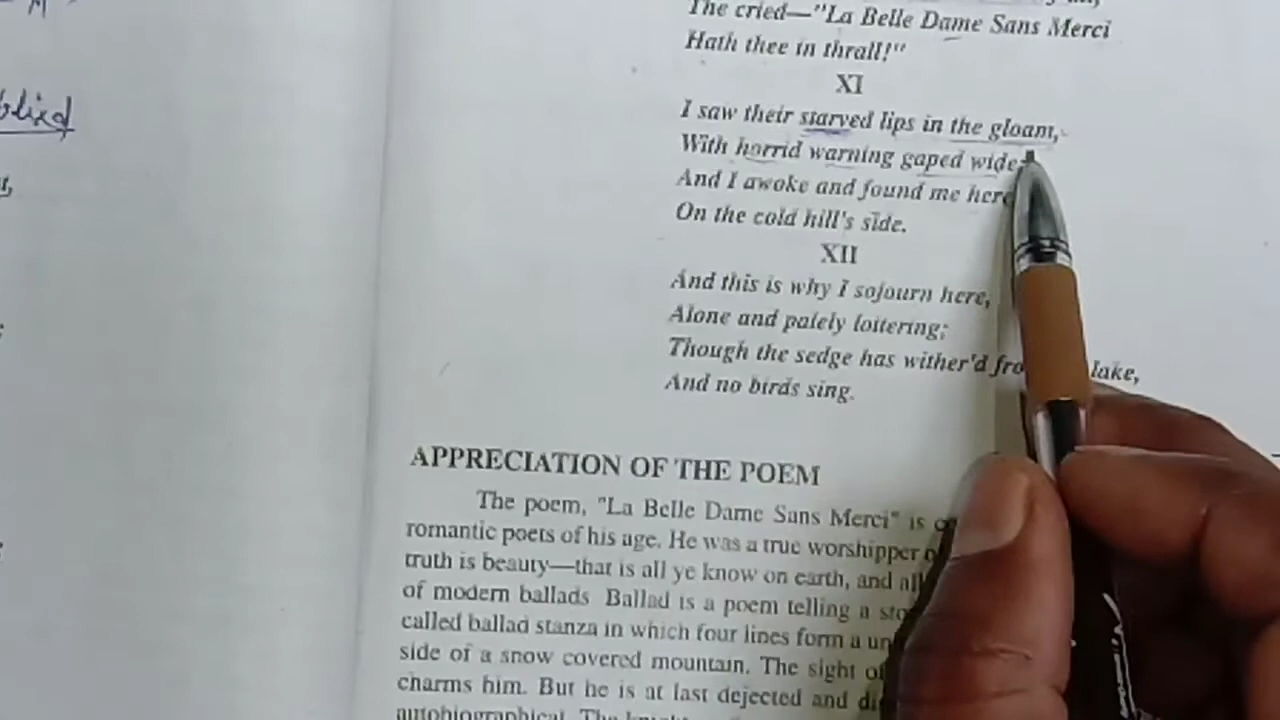 The cried—"La Belle Dame Sans Merci
Hath thee in thrall!"
XI
I saw their starved lips in the gloam,
With horrid warning gaped wide
And I awoke and found me here
On the cold hill's side.
XII
And this is why I sojourn here,
Alone and palely loitering;
Though the sedge has wither'd fro lake,
And no birds sing.
APPRECIATION OF THE POEM
The poem, "La Belle Dame Sans Merci" is
romantic poets of his age. He was a true worshipper
truth is beauty—that is all ye know on earth, and all
of modern ballads Ballad is a poem telling a
called ballad stanza in which four lines form a
side of a snow covered mountain. The sight of
charms him. But he is at last dejected and
autobiographical. The